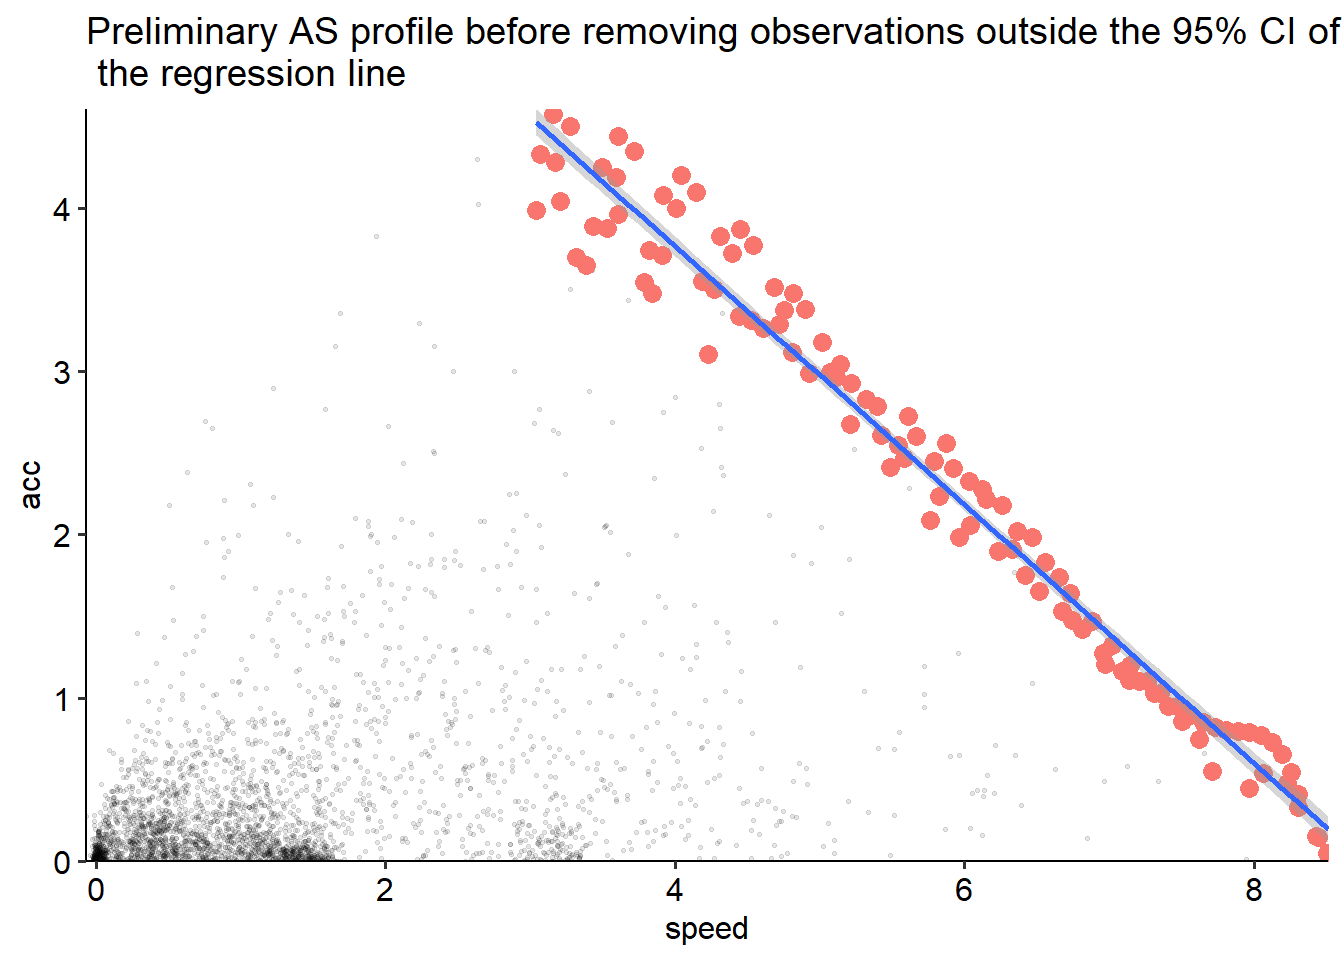 Preliminary AS profile before removing observations outside the 95% CI of
the regression line
acc
4
3
2
1
0
0 2 4 6 8
speed